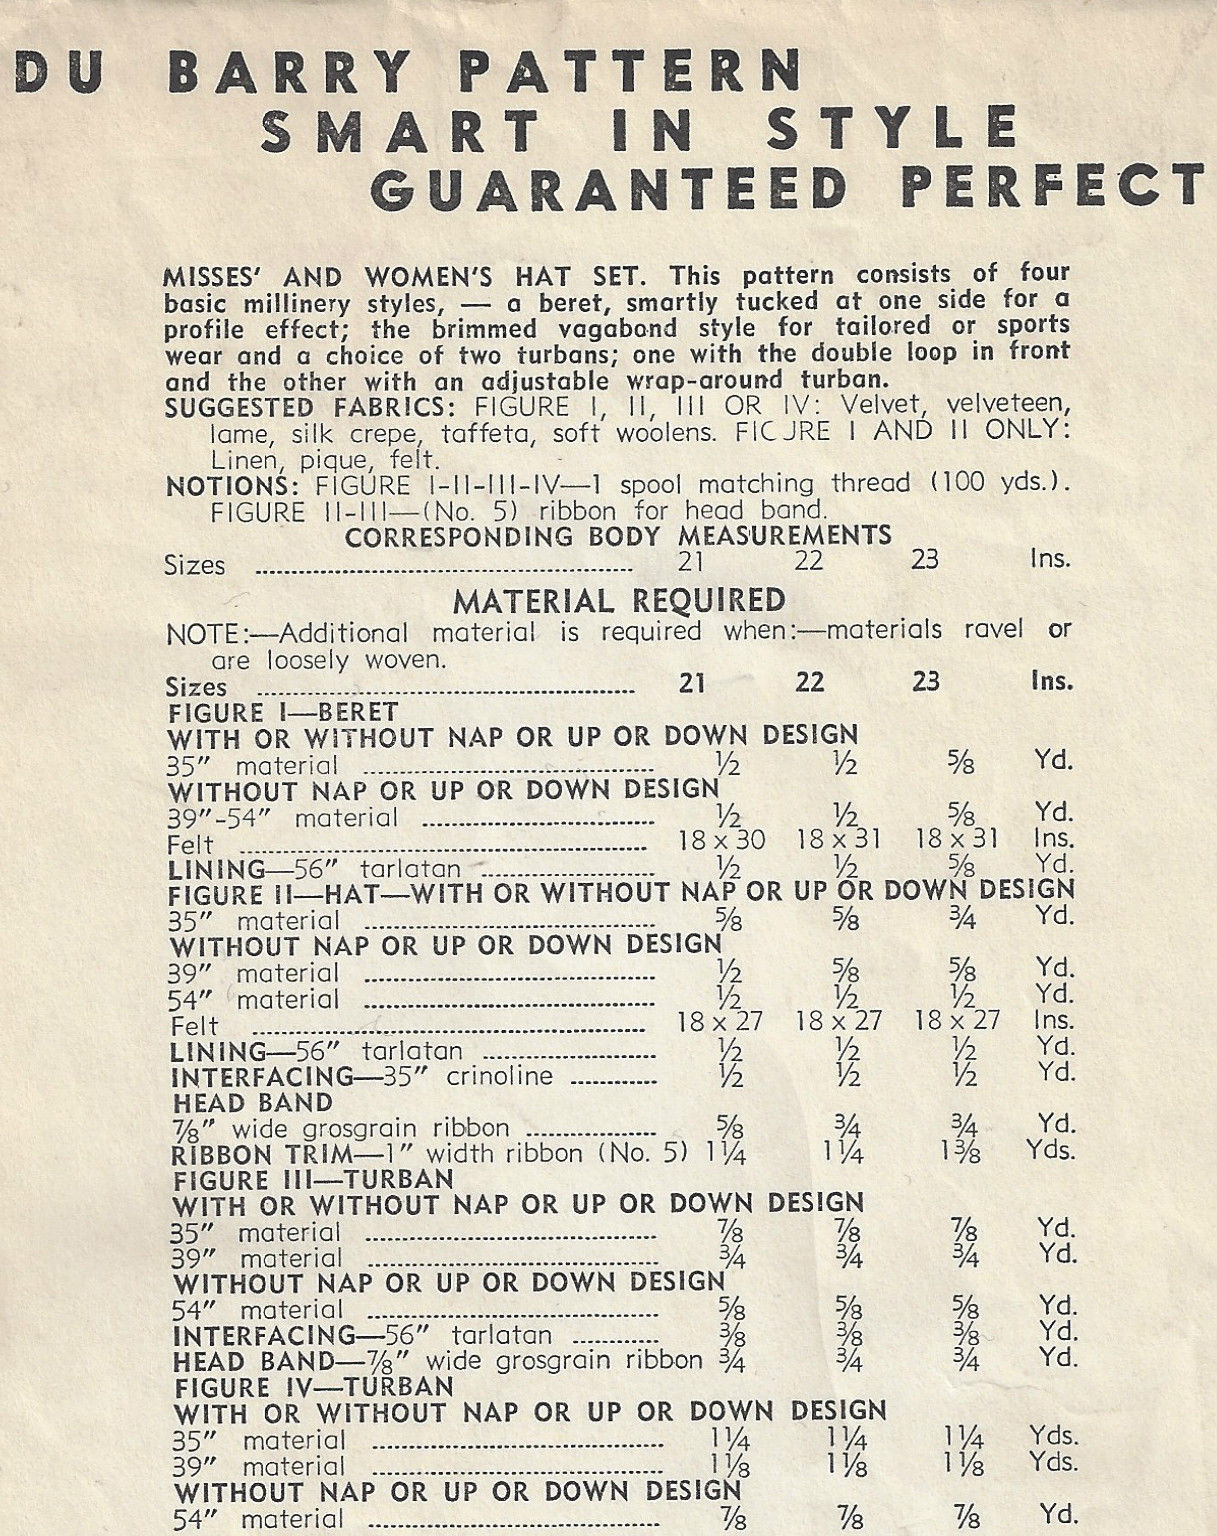 DU BARRY PATTERN
SMART IN STYLE
GUARANTEED PERFECT
MISSES' AND WOMEN'S HAT SET. This pattern consists of four
basic millinery styles, — a beret, smartly tucked at one side for a
profile effect; the brimmed vagabond style for tailored or sports
wear and a choice of two turbans; one with the double loop in front
and the other with an adjustable wrap-around turban.
SUGGESTED FABRICS: FIGURE I, II, III OR IV: Velvet, velveteen,
lame, silk crepe, taffeta, soft woolens. FIGURE I AND II ONLY:
Linen, pique, felt.
NOTIONS: FIGURE I-II-III-IV—1 spool matching thread (100 yds.).
FIGURE II-III—(No. 5) ribbon for head band.
CORRESPONDING BODY MEASUREMENTS
Sizes ........ 21 22 23 Ins.
MATERIAL REQUIRED
NOTE:—Additional material is required when:—materials ravel or
are loosely woven.
Sizes ........ 21 22 23 Ins.
FIGURE I—BERET
WITH OR WITHOUT NAP OR UP OR DOWN DESIGN
35" material ........ ½ ½ ⅝ Yd.
WITHOUT NAP OR UP OR DOWN DESIGN
39"-54" material ........ ½ ½ ⅝ Yd.
Felt ........ 18 x 30 18 x 31 18 x 31 Ins.
LINING—56" tarlatan ........ ½ ½ ⅝ Yd.
FIGURE II—HAT—WITH OR WITHOUT NAP OR UP OR DOWN DESIGN
35" material ........ ⅝ ⅝ ¾ Yd.
WITHOUT NAP OR UP OR DOWN DESIGN
39" material ........ ½ ⅝ ⅝ Yd.
54" material ........ ½ ½ ½ Yd.
Felt ........ 18 x 27 18 x 27 18 x 27 Ins.
LINING—56" tarlatan ........ ½ ½ ½ Yd.
INTERFACING—35" crinoline ........ ½ ½ ½ Yd.
HEAD BAND
⅞" wide grosgrain ribbon ........ ⅝ ¾ ¾ Yd.
RIBBON TRIM—1" width ribbon (No. 5) 1¼ 1¼ 1⅜ Yds.
FIGURE III—TURBAN
WITH OR WITHOUT NAP OR UP OR DOWN DESIGN
35" material ........ ⅞ ⅞ ⅞ Yd.
39" material ........ ¾ ¾ ¾ Yd.
WITHOUT NAP OR UP OR DOWN DESIGN
54" material ........ ⅝ ⅝ ⅝ Yd.
INTERFACING—56" tarlatan ........ ⅜ ⅜ ⅜ Yd.
HEAD BAND—⅞" wide grosgrain ribbon ¾ ¾ ¾ Yd.
FIGURE IV—TURBAN
WITH OR WITHOUT NAP OR UP OR DOWN DESIGN
35" material ........ 1¼ 1¼ 1¼ Yds.
39" material ........ 1⅛ 1⅛ 1⅛ Yds.
WITHOUT NAP OR UP OR DOWN DESIGN
54" material ........ ⅞ ⅞ ⅞ Yd.